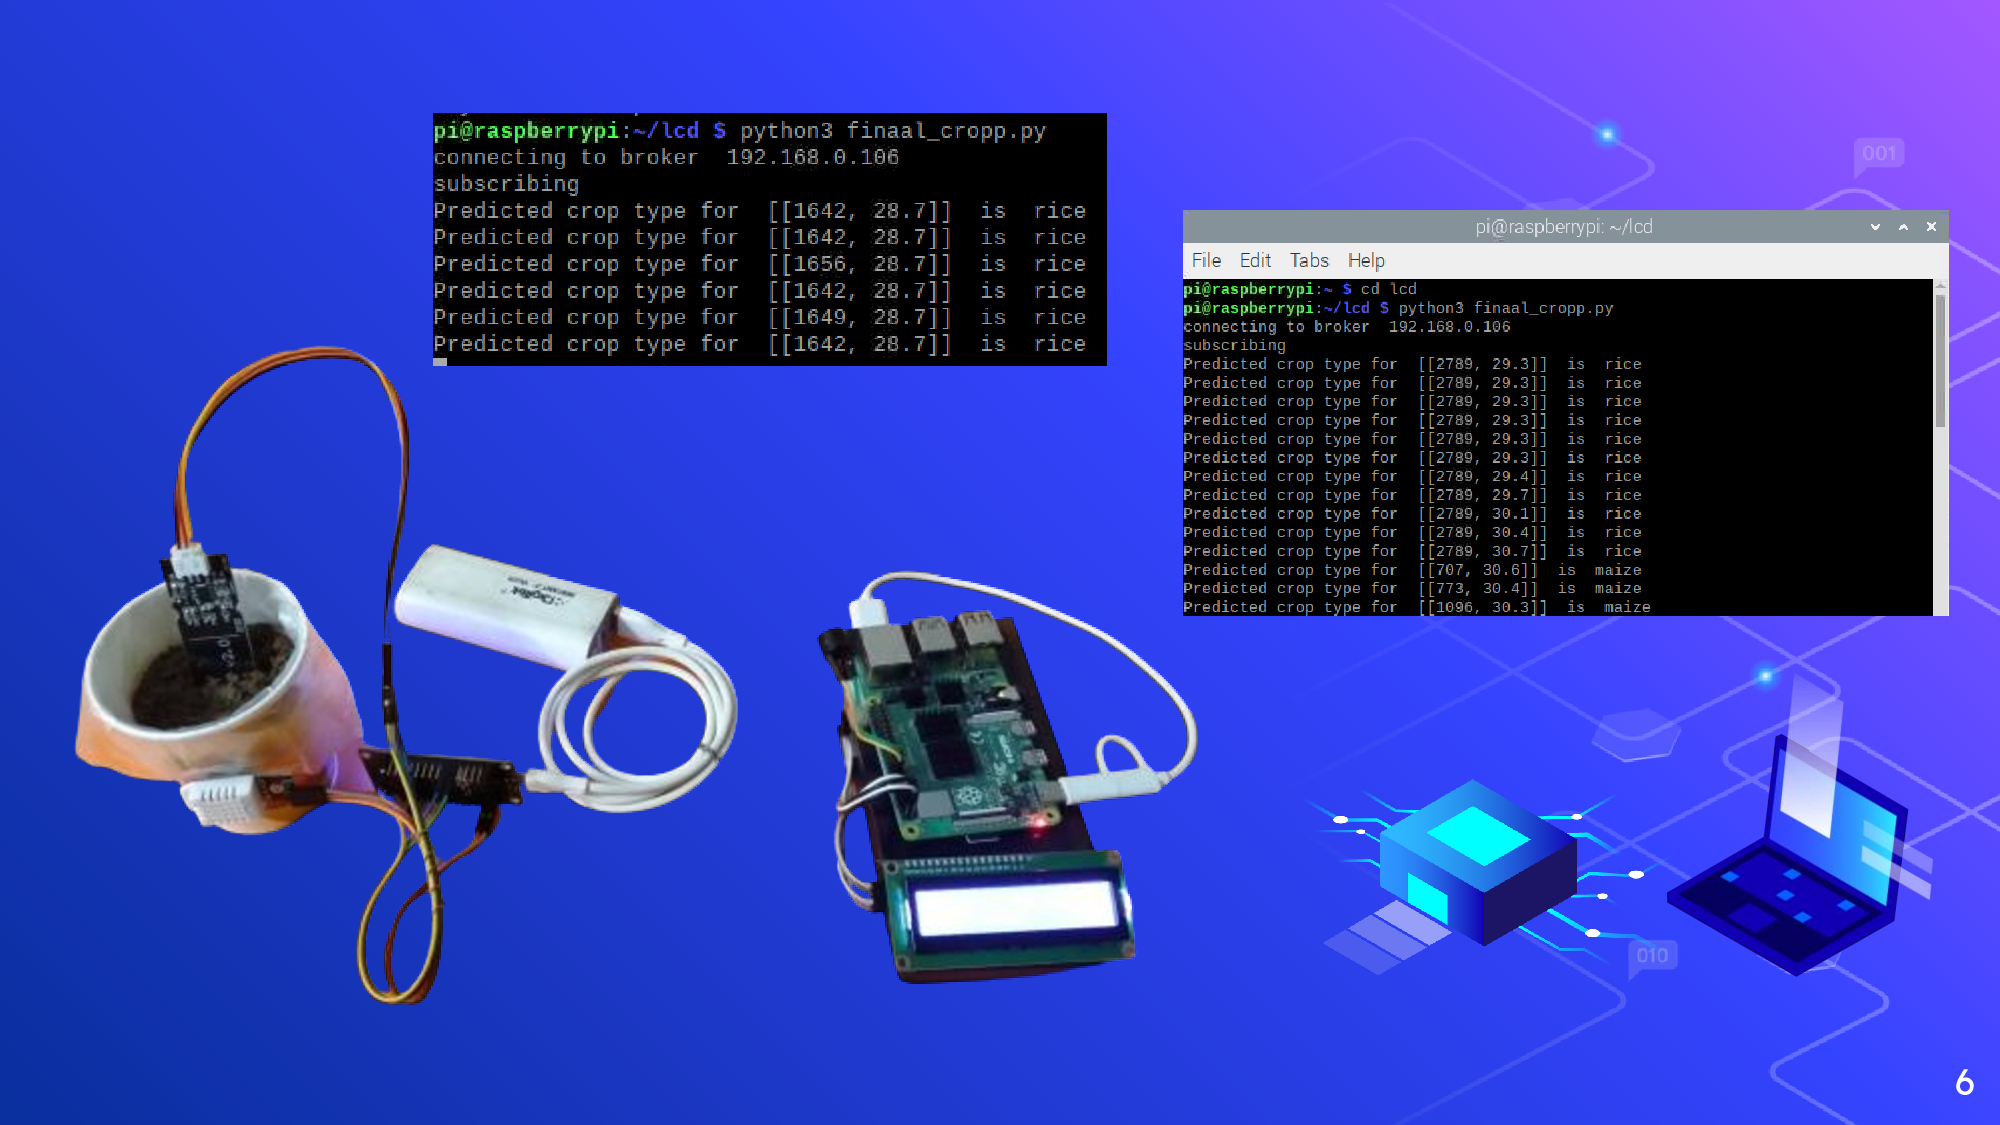 pi@raspberrypi:~/lcd $ python3 finaal_cropp.py
connecting to broker  192.168.0.106
subscribing
Predicted crop type for  [[1642, 28.7]]  is  rice
Predicted crop type for  [[1642, 28.7]]  is  rice
Predicted crop type for  [[1656, 28.7]]  is  rice
Predicted crop type for  [[1642, 28.7]]  is  rice
Predicted crop type for  [[1649, 28.7]]  is  rice
Predicted crop type for  [[1642, 28.7]]  is  rice
001
pi@raspberrypi: ~/lcd
File Edit Tabs Help
pi@raspberrypi:~ $ cd lcd
pi@raspberrypi:~/lcd $ python3 finaal_cropp.py
connecting to broker  192.168.0.106
subscribing
Predicted crop type for  [[2789, 29.3]]  is  rice
Predicted crop type for  [[2789, 29.3]]  is  rice
Predicted crop type for  [[2789, 29.3]]  is  rice
Predicted crop type for  [[2789, 29.3]]  is  rice
Predicted crop type for  [[2789, 29.3]]  is  rice
Predicted crop type for  [[2789, 29.3]]  is  rice
Predicted crop type for  [[2789, 29.4]]  is  rice
Predicted crop type for  [[2789, 29.7]]  is  rice
Predicted crop type for  [[2789, 30.1]]  is  rice
Predicted crop type for  [[2789, 30.4]]  is  rice
Predicted crop type for  [[2789, 30.7]]  is  rice
Predicted crop type for  [[707, 30.6]]  is  maize
Predicted crop type for  [[773, 30.4]]  is  maize
Predicted crop type for  [[1096, 30.3]]  is  maize
Digitek
v2.0
010
6